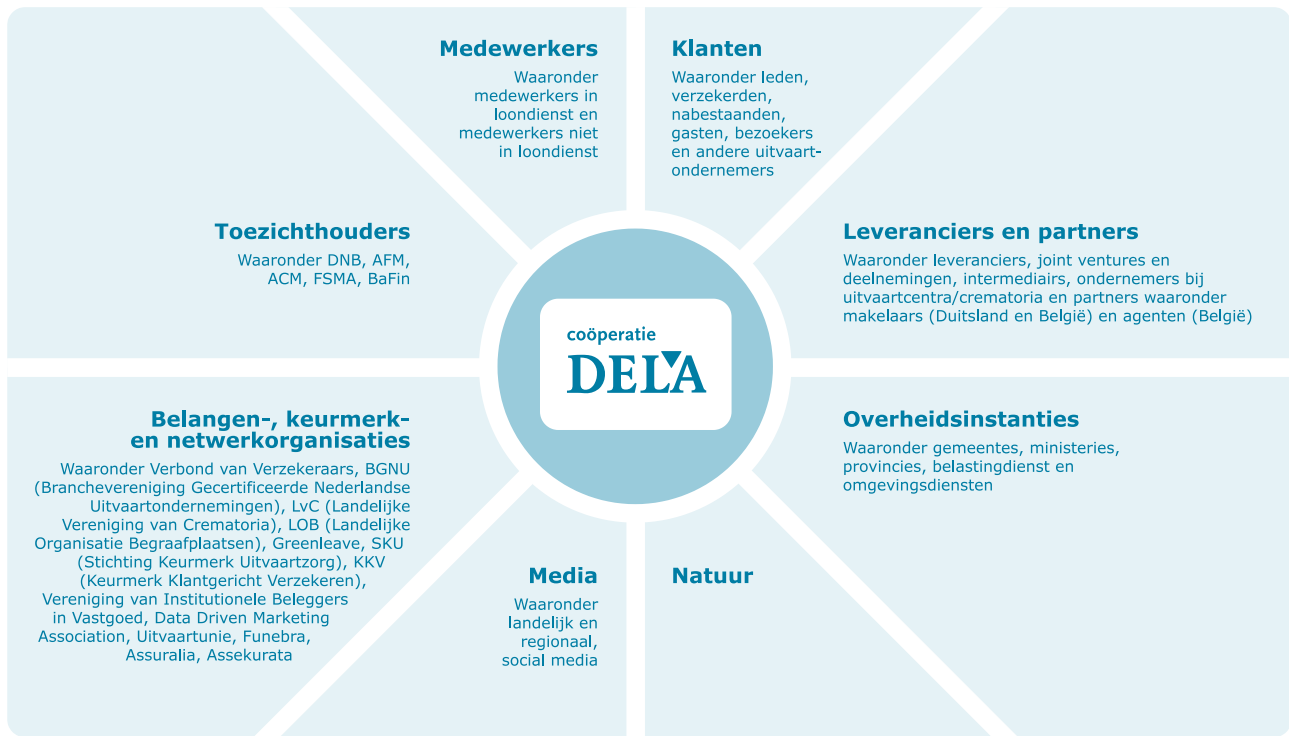 Medewerkers
Waaronder
medewerkers in
loondienst en
medewerkers niet
in loondienst
Klanten
Waaronder leden,
verzekerden,
nabestaanden,
gasten, bezoekers
en andere uitvaart-
ondernemers
Toezichthouders
Waaronder DNB, AFM,
ACM, FSMA, BaFin
Leveranciers en partners
Waaronder leveranciers, joint ventures en
deelnemingen, intermediairs, ondernemers bij
uitvaartcentra/crematoria en partners waaronder
makelaars (Duitsland en België) en agenten (België)
coöperatie
DELA
Belangen-, keurmerk-
en netwerkorganisaties
Waaronder Verbond van Verzekeraars, BGNU
(Branchevereniging Gecertificeerde Nederlandse
Uitvaartondernemingen), LvC (Landelijke
Vereniging van Crematoria), LOB (Landelijke
Organisatie Begraafplaatsen), Greenleave, SKU
(Stichting Keurmerk Uitvaartzorg), KKV
(Keurmerk Klantgericht Verzekeren),
Vereniging van Institutionele Beleggers
in Vastgoed, Data Driven Marketing
Association, Uitvaartunie, Funebra,
Assuralia, Assekurata
Overheidsinstanties
Waaronder gemeentes, ministeries,
provincies, belastingdienst en
omgevingsdiensten
Media
Waaronder
landelijk en
regionaal,
social media
Natuur